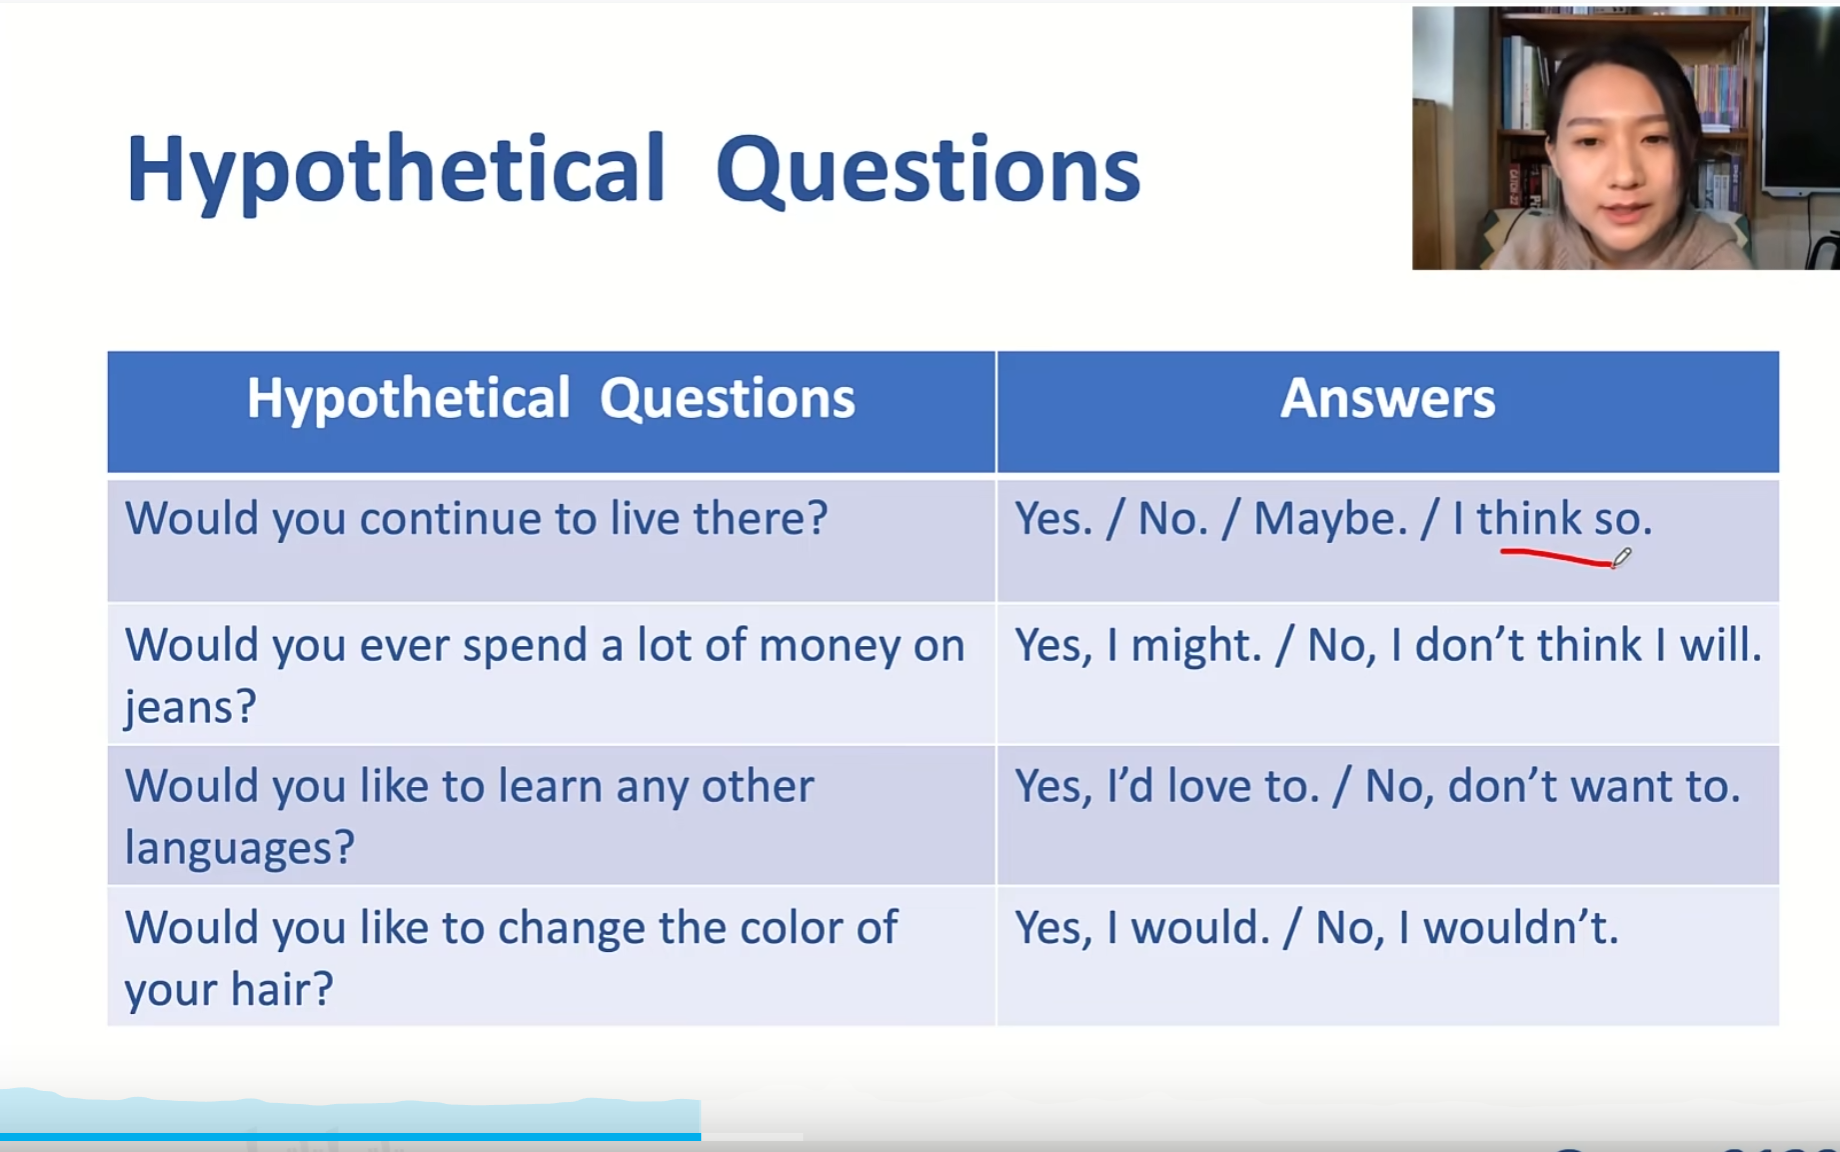 Hypothetical Questions
Hypothetical Questions
Answers
Would you continue to live there?
Yes. / No. / Maybe. / I think so.
Would you ever spend a lot of money on
jeans?
Yes, I might. / No, I don’t think I will.
Would you like to learn any other
languages?
Yes, I’d love to. / No, don’t want to.
Would you like to change the color of
your hair?
Yes, I would. / No, I wouldn’t.